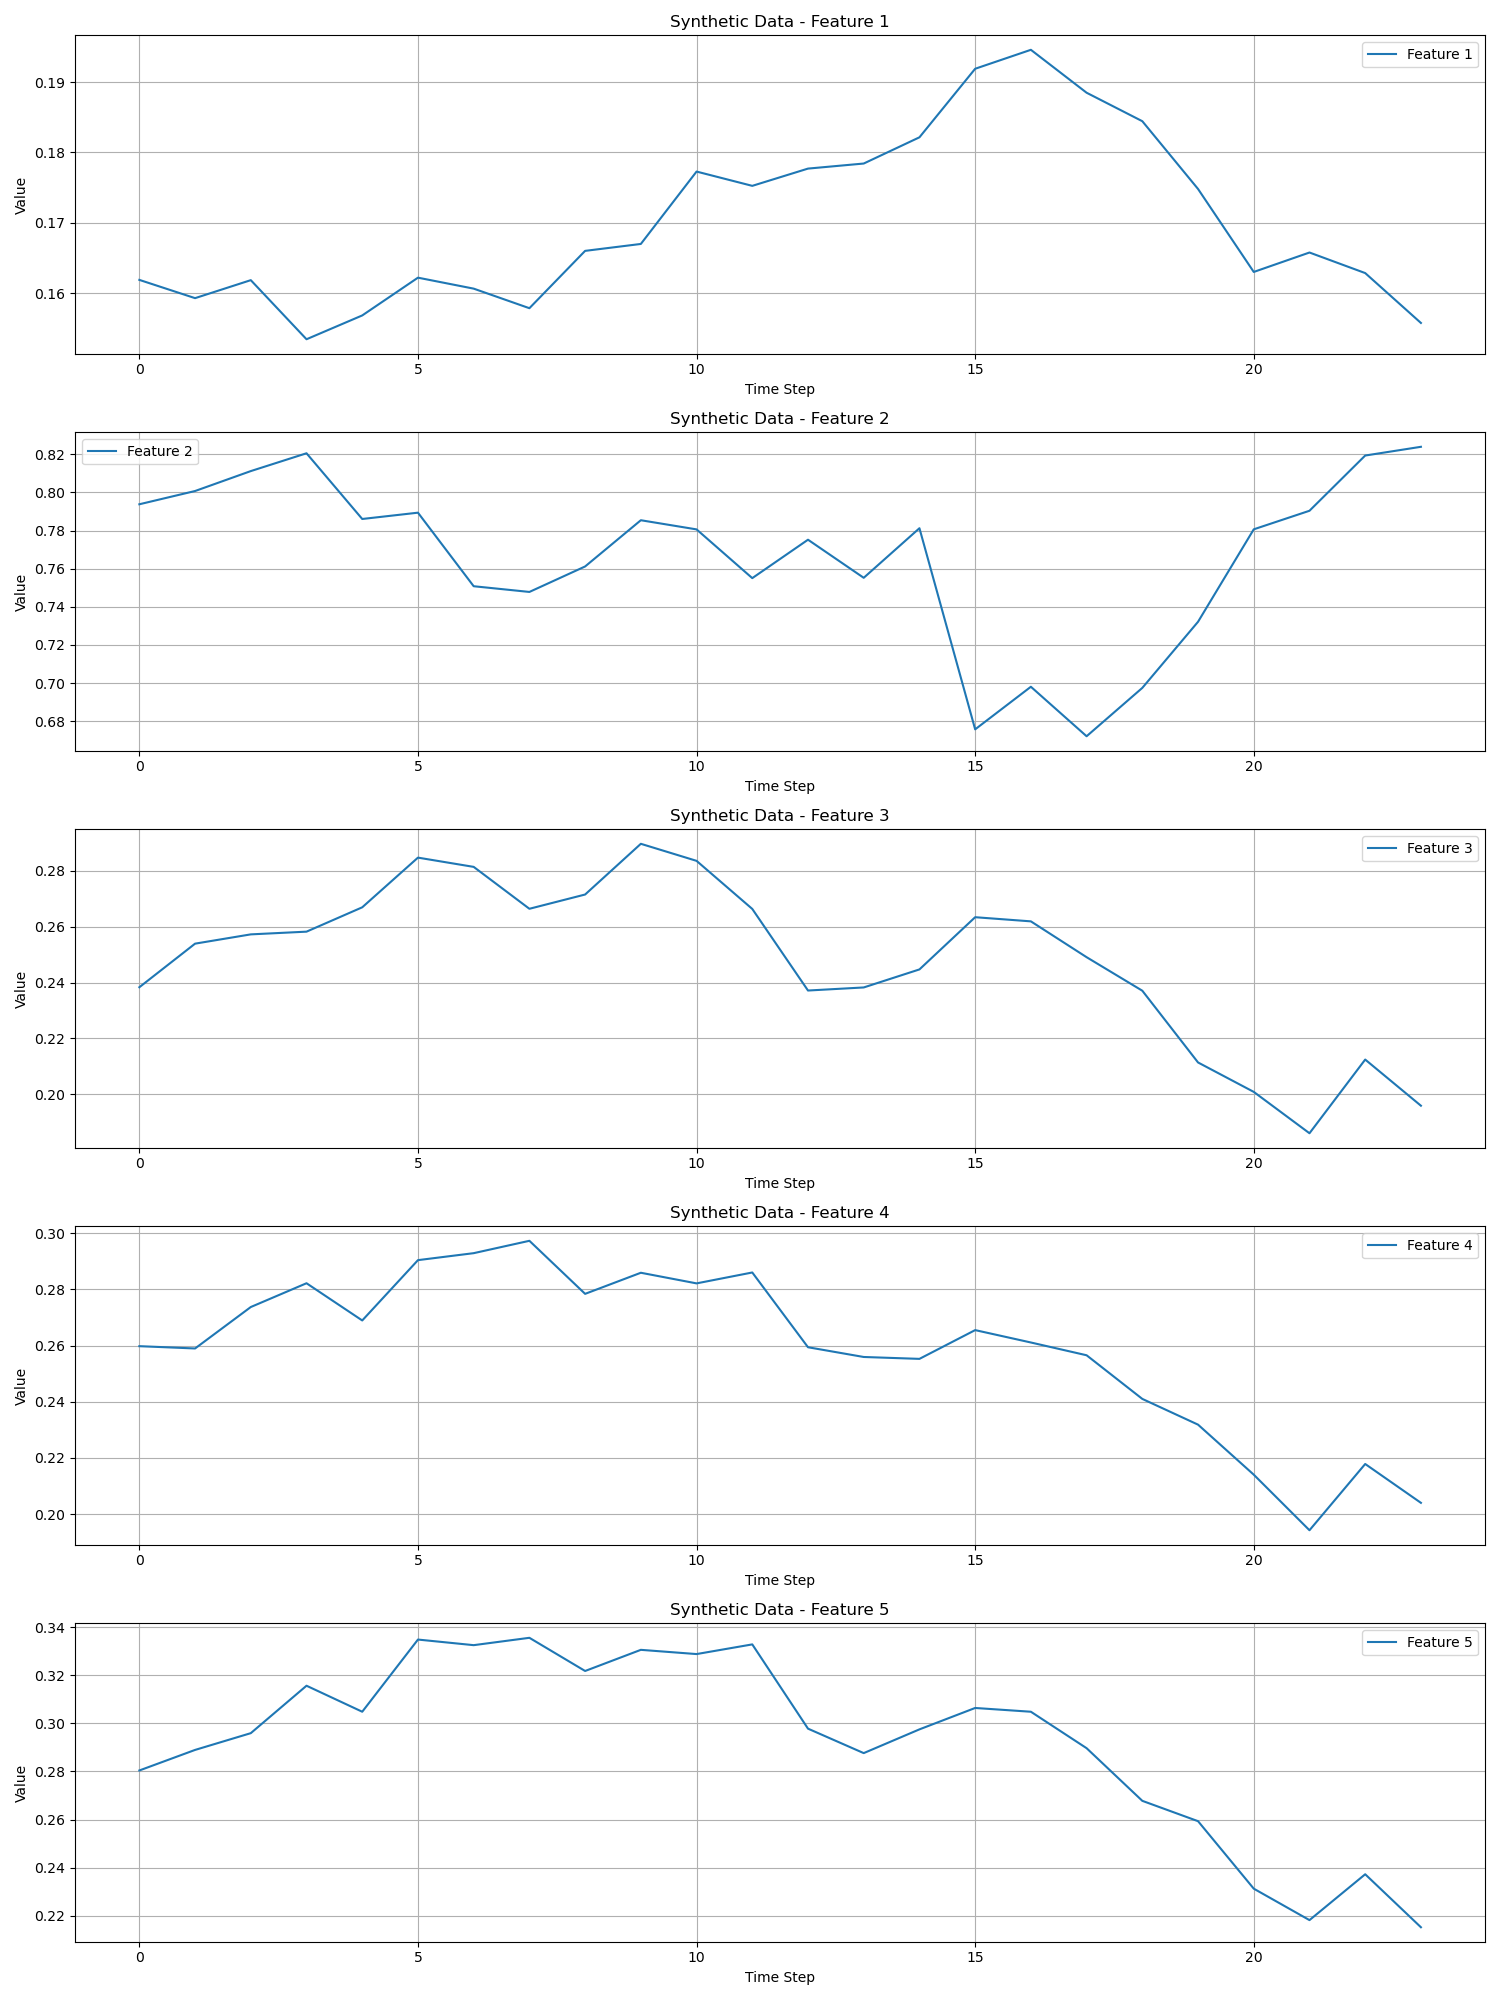 Synthetic Data - Feature 1
Feature 1
0.19
0.18
0.17
0.16
Value
0 5 10 15 20
Time Step
Synthetic Data - Feature 2
Feature 2
0.82
0.80
0.78
0.76
0.74
0.72
0.70
0.68
Value
0 5 10 15 20
Time Step
Synthetic Data - Feature 3
Feature 3
0.28
0.26
0.24
0.22
0.20
Value
0 5 10 15 20
Time Step
Synthetic Data - Feature 4
Feature 4
0.30
0.28
0.26
0.24
0.22
0.20
Value
0 5 10 15 20
Time Step
Synthetic Data - Feature 5
Feature 5
0.34
0.32
0.30
0.28
0.26
0.24
0.22
Value
0 5 10 15 20
Time Step